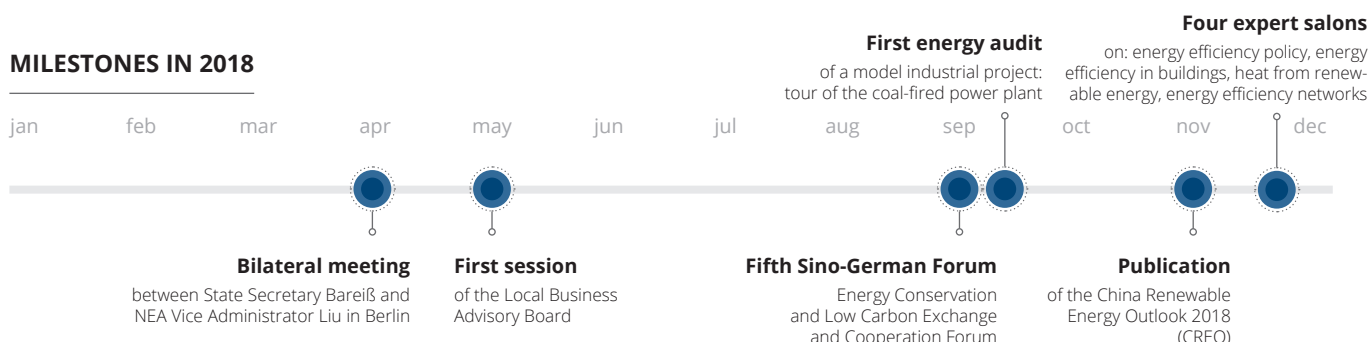 MILESTONES IN 2018
First energy audit
of a model industrial project:
tour of the coal-fired power plant
Four expert salons
on: energy efficiency policy, energy
efficiency in buildings, heat from renew-
able energy, energy efficiency networks
jan feb mar apr may jun jul aug sep oct nov dec
Bilateral meeting
between State Secretary Bareiß and
NEA Vice Administrator Liu in Berlin
First session
of the Local Business
Advisory Board
Fifth Sino-German Forum
Energy Conservation
and Low Carbon Exchange
and Cooperation Forum
Publication
of the China Renewable
Energy Outlook 2018
(CREO)